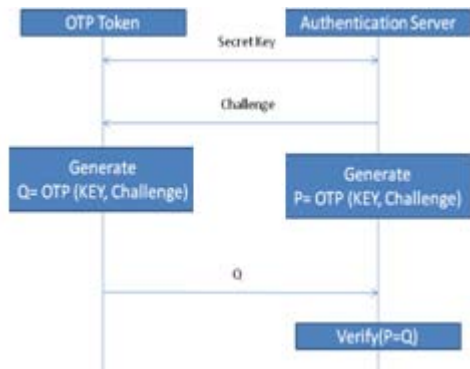 OTP Token
Authentication Server
Secret Key
Challenge
Generate
Q= OTP (KEY, Challenge)
Generate
P= OTP (KEY, Challenge)
Q
Verify(P=Q)